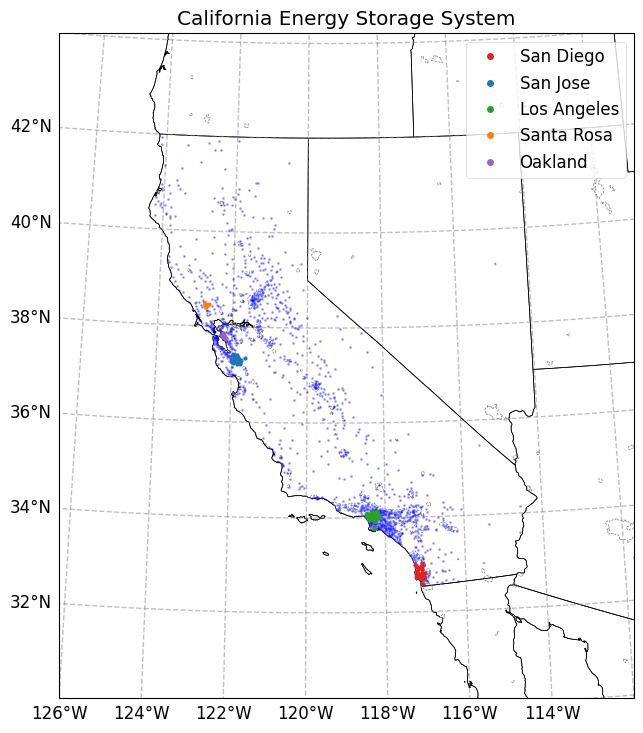 California Energy Storage System
San Diego
San Jose
Los Angeles
Santa Rosa
Oakland
42°N
40°N
38°N
36°N
34°N
32°N
126°W 124°W 122°W 120°W 118°W 116°W 114°W